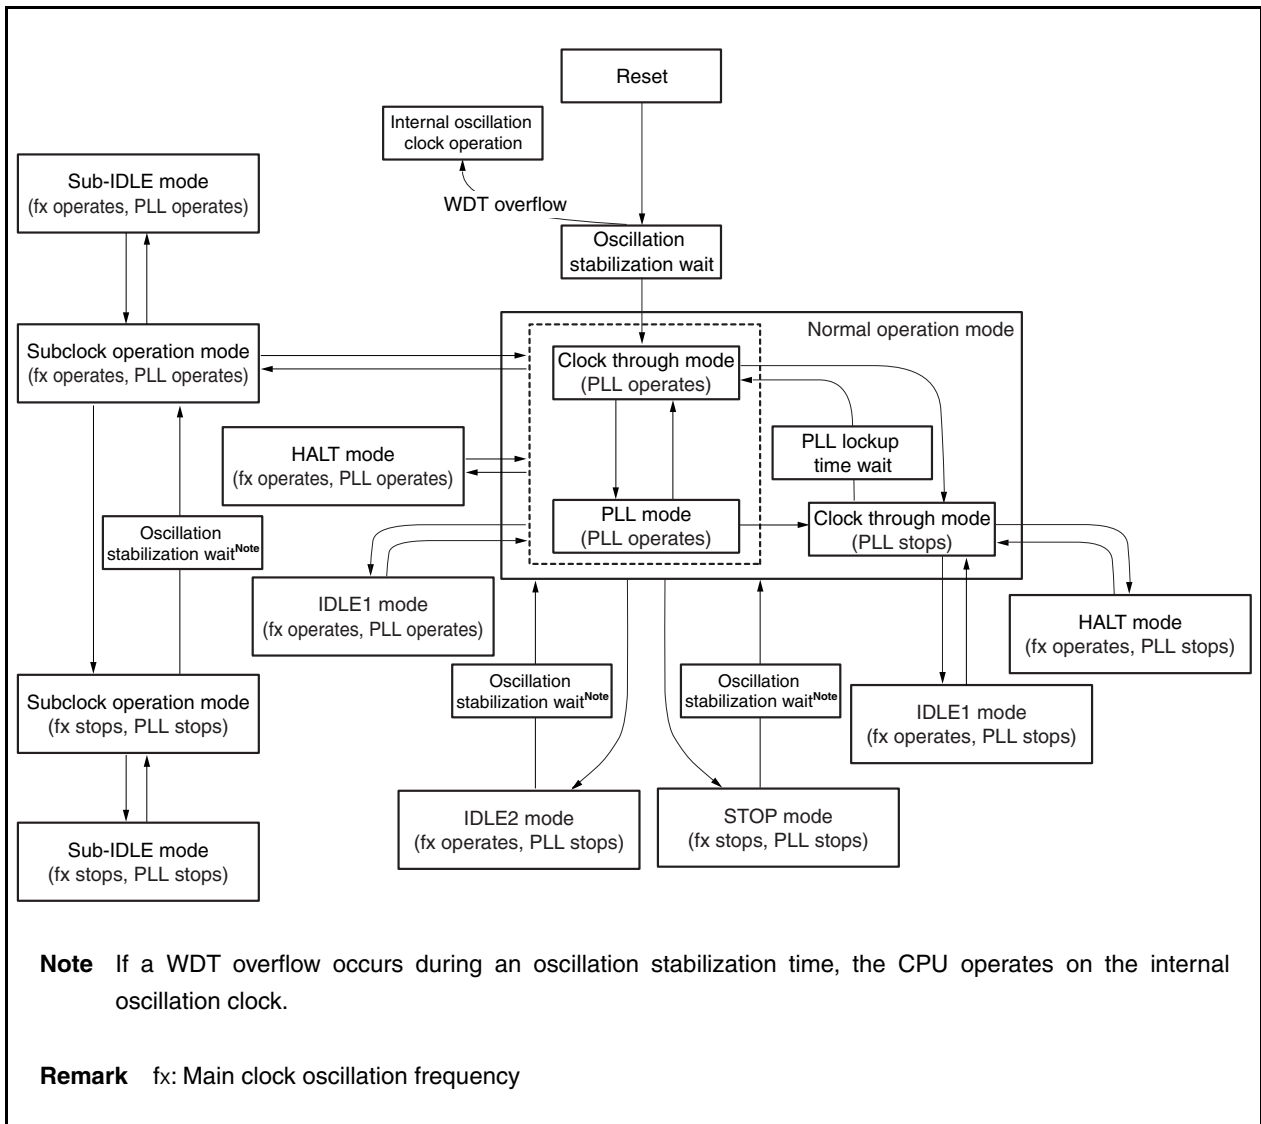 Reset
Internal oscillation
clock operation
WDT overflow
Sub-IDLE mode
(fx operates, PLL operates)
Oscillation
stabilization wait
Normal operation mode
Subclock operation mode
(fx operates, PLL operates)
Clock through mode
(PLL operates)
HALT mode
(fx operates, PLL operates)
PLL lockup
time wait
PLL mode
(PLL operates)
Clock through mode
(PLL stops)
Oscillation
stabilization waitNote
IDLE1 mode
(fx operates, PLL operates)
HALT mode
(fx operates, PLL stops)
Oscillation
stabilization waitNote
Oscillation
stabilization waitNote
Subclock operation mode
(fx stops, PLL stops)
IDLE1 mode
(fx operates, PLL stops)
IDLE2 mode
(fx operates, PLL stops)
STOP mode
(fx stops, PLL stops)
Sub-IDLE mode
(fx stops, PLL stops)
Note If a WDT overflow occurs during an oscillation stabilization time, the CPU operates on the internal
oscillation clock.
Remark fx: Main clock oscillation frequency